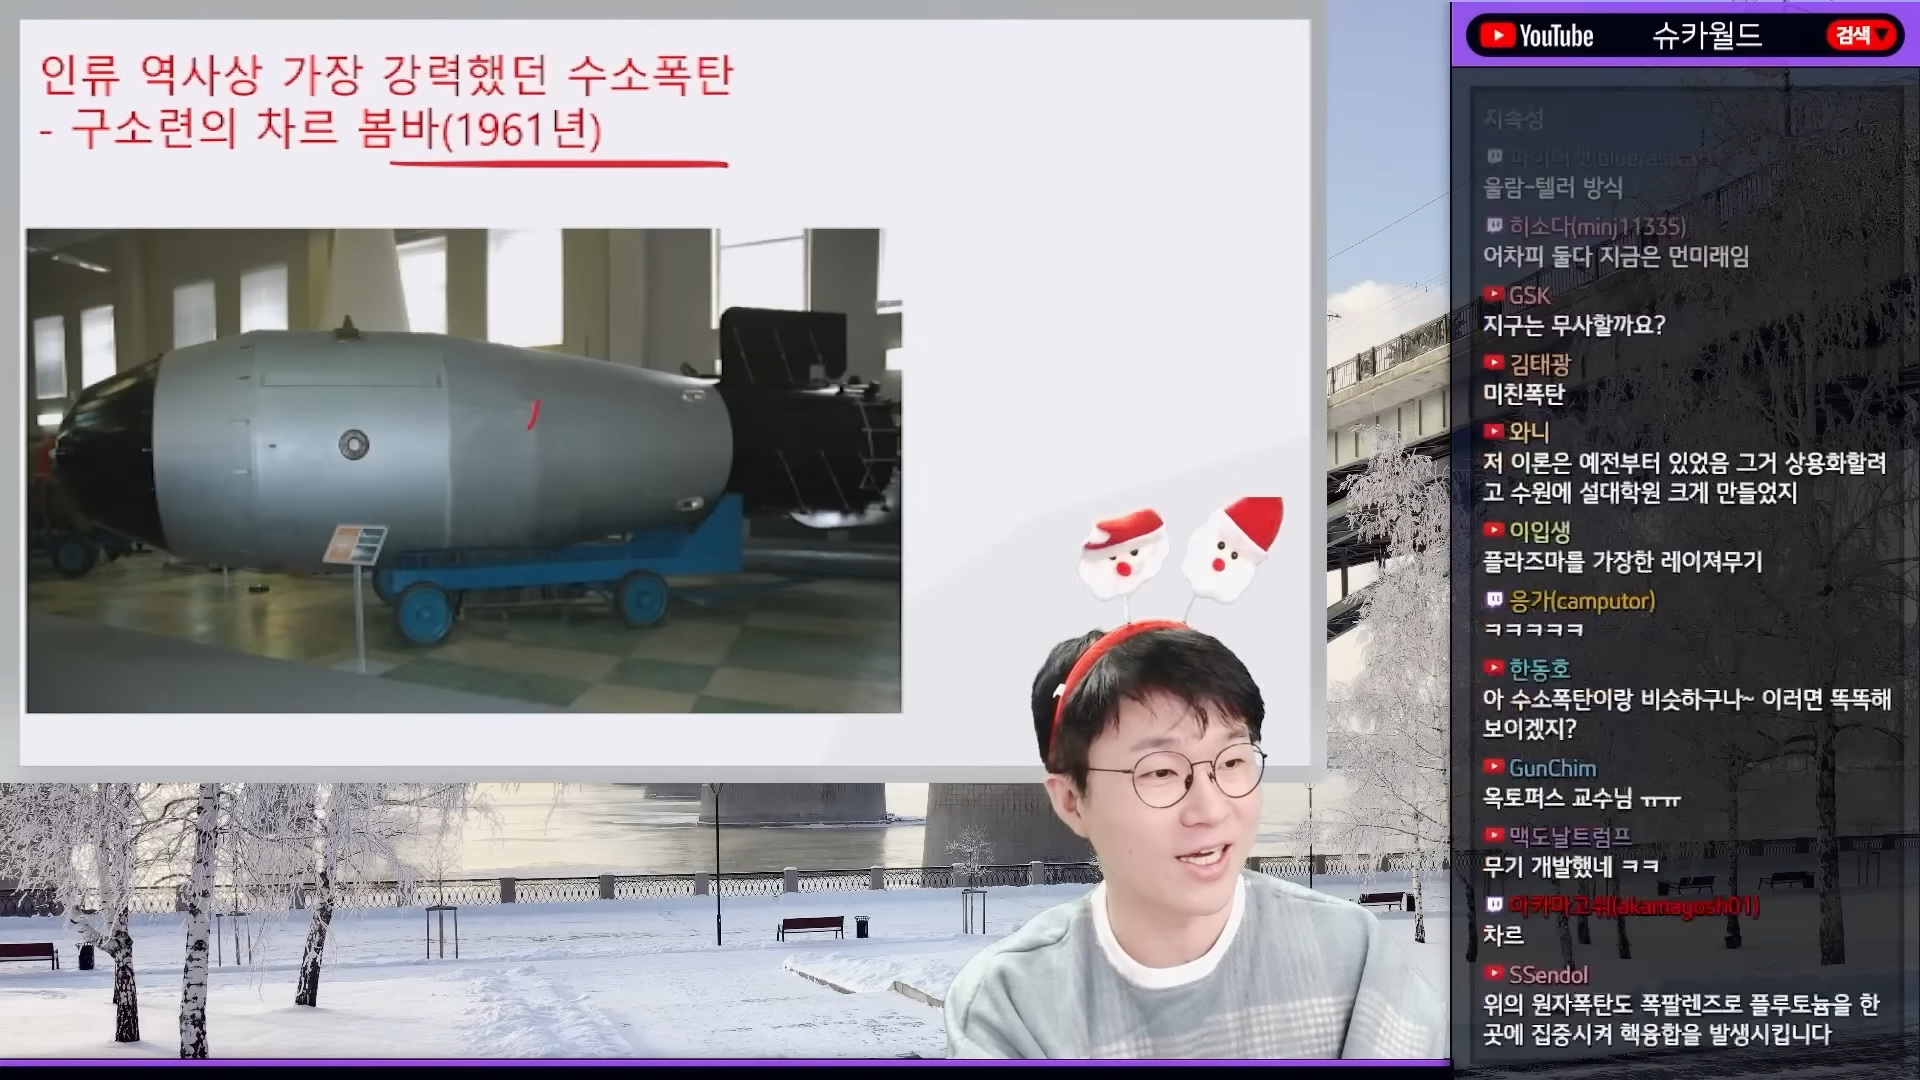 인류 역사상 가장 강력했던 수소폭탄
- 구소련의 차르 봄바(1961년)
YouTube 슈카월드 검색
지속성
울람-텔러 방식
히소다(minj11335)
어차피 둘다 지금은 먼미래임
GSK
지구는 무사할까요?
김태광
미친폭탄
와니
저 이론은 예전부터 있었음 그거 상용화할려
고 수원에 설대학원 크게 만들었지
이입생
플라즈마를 가장한 레이져무기
응가(camputor)
ㅋㅋㅋㅋㅋ
한동호
아 수소폭탄이랑 비슷하구나~ 이러면 똑똑해
보이겠지?
GunChim
옥토퍼스 교수님 ㅠㅠ
맥도날트럼프
무기 개발했네 ㅋㅋ
아카마고쉬(akamagosh01)
차르
SSendol
위의 원자폭탄도 폭팔렌즈로 플루토늄을 한
곳에 집중시켜 핵융합을 발생시킵니다